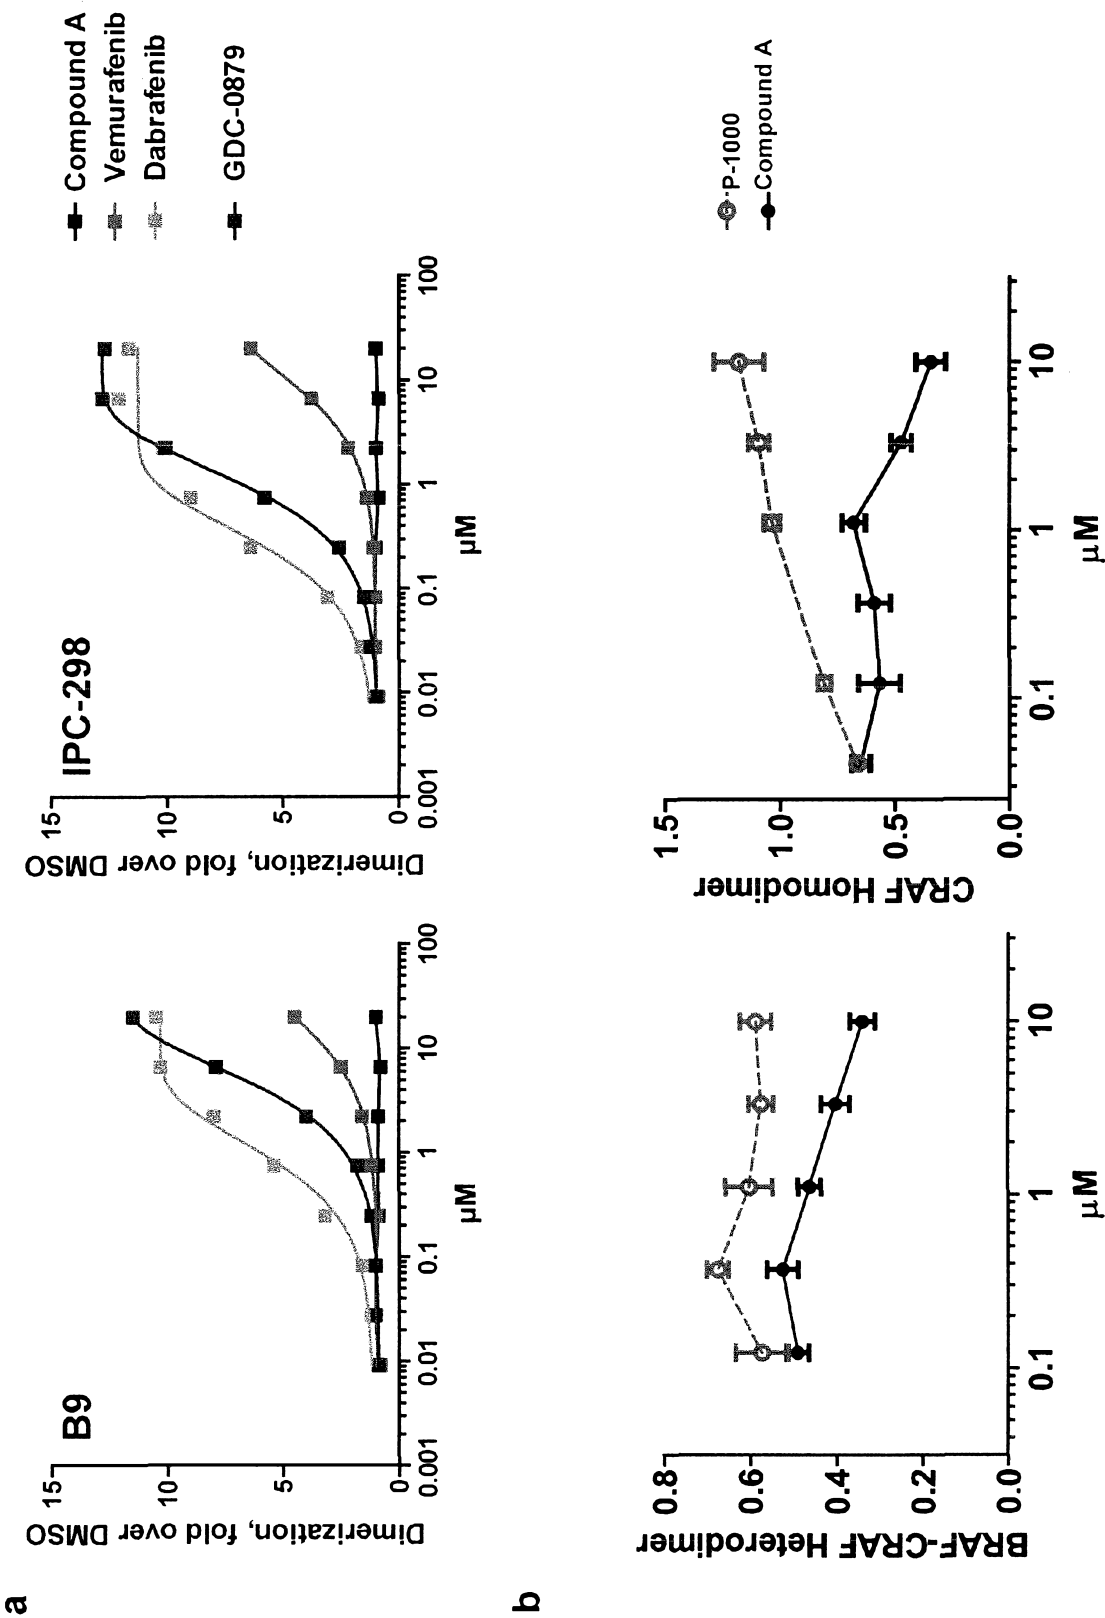 a
B9
Dimerization, fold over DMSO
15
10
5
0
0.001
0.01
0.1
1
10
100
µM
IPC-298
Dimerization, fold over DMSO
15
10
5
0
0.001
0.01
0.1
1
10
100
µM
Compound A
Vemurafenib
Dabrafenib
GDC-0879
b
BRAF-CRAF Heterodimer
0.8
0.6
0.4
0.2
0.0
0.1
1
10
µM
CRAF Homodimer
1.5
1.0
0.5
0.0
0.1
1
10
µM
P-1000
Compound A